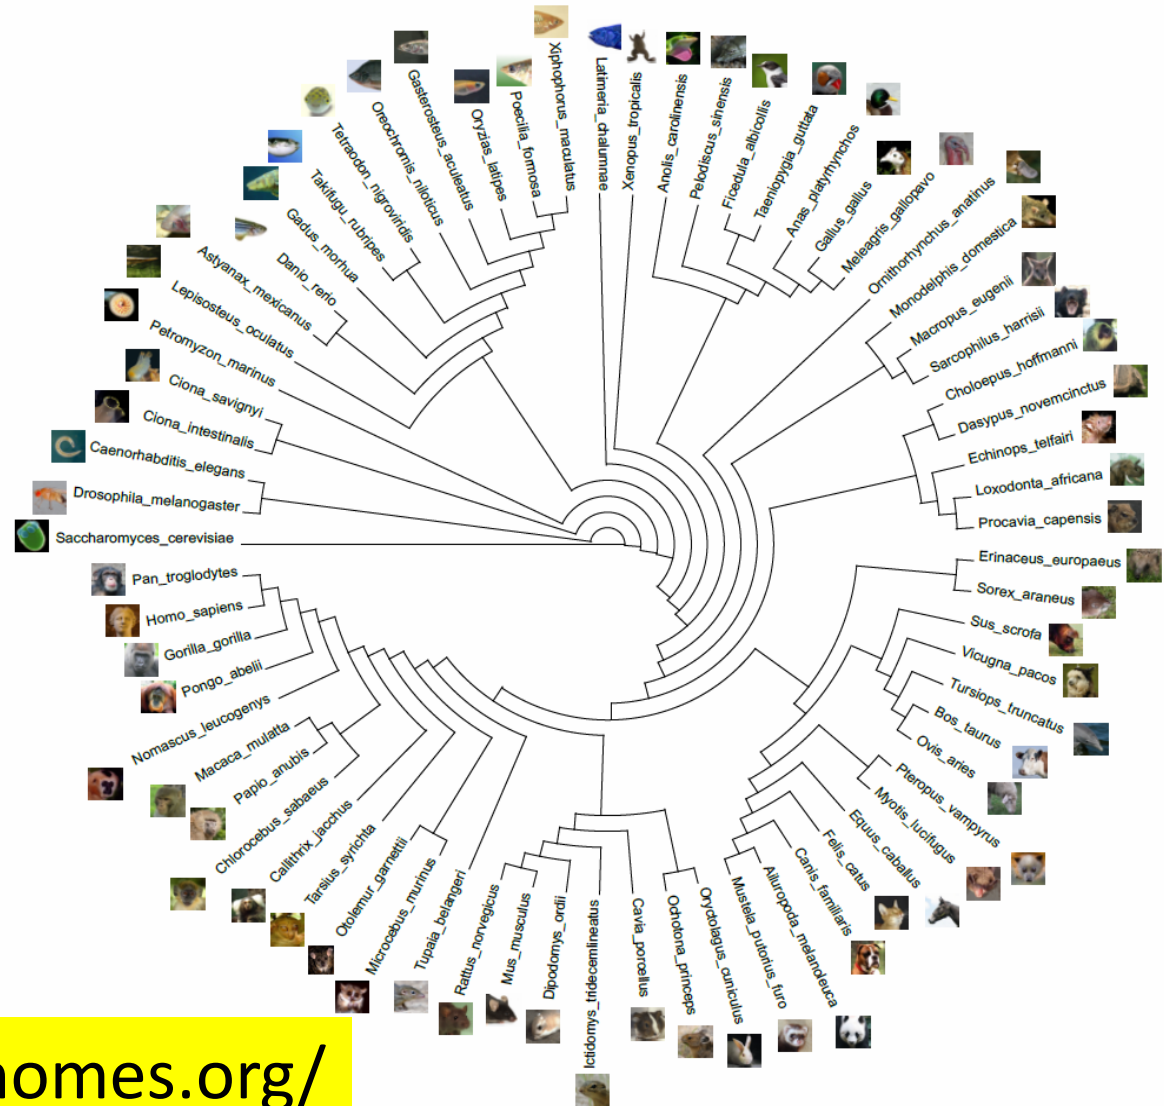 Saccharomyces_cerevisiae
Drosophila_melanogaster
Caenorhabditis_elegans
Ciona_intestinalis
Ciona_savignyi
Petromyzon_marinus
Lepisosteus_oculatus
Astyanax_mexicanus
Danio_rerio
Gadus_morhua
Takifugu_rubripes
Tetraodon_nigroviridis
Oreochromis_niloticus
Gasterosteus_aculeatus
Oryzias_latipes
Poecilia_formosa
Xiphophorus_maculatus
Latimeria_chalumnae
Xenopus_tropicalis
Anolis_carolinensis
Pelodiscus_sinensis
Ficedula_albicollis
Taeniopygia_guttata
Anas_platyrhynchos
Gallus_gallus
Meleagris_gallopavo
Ornithorhynchus_anatinus
Monodelphis_domestica
Macropus_eugenii
Sarcophilus_harrisii
Choloepus_hoffmanni
Dasypus_novemcinctus
Echinops_telfairi
Loxodonta_africana
Procavia_capensis
Erinaceus_europaeus
Sorex_araneus
Sus_scrofa
Vicugna_pacos
Tursiops_truncatus
Bos_taurus
Ovis_aries
Pteropus_vampyrus
Myotis_lucifugus
Equus_caballus
Felis_catus
Canis_familiaris
Ailuropoda_melanoleuca
Mustela_putorius_furo
Oryctolagus_cuniculus
Ochotona_princeps
Cavia_porcellus
Ictidomys_tridecemlineatus
Dipodomys_ordii
Mus_musculus
Rattus_norvegicus
Tupaia_belangeri
Microcebus_murinus
Otolemur_garnettii
Tarsius_syrichta
Callithrix_jacchus
Chlorocebus_sabaeus
Papio_anubis
Macaca_mulatta
Nomascus_leucogenys
Pongo_abelii
Gorilla_gorilla
Homo_sapiens
Pan_troglodytes
nomes.org/